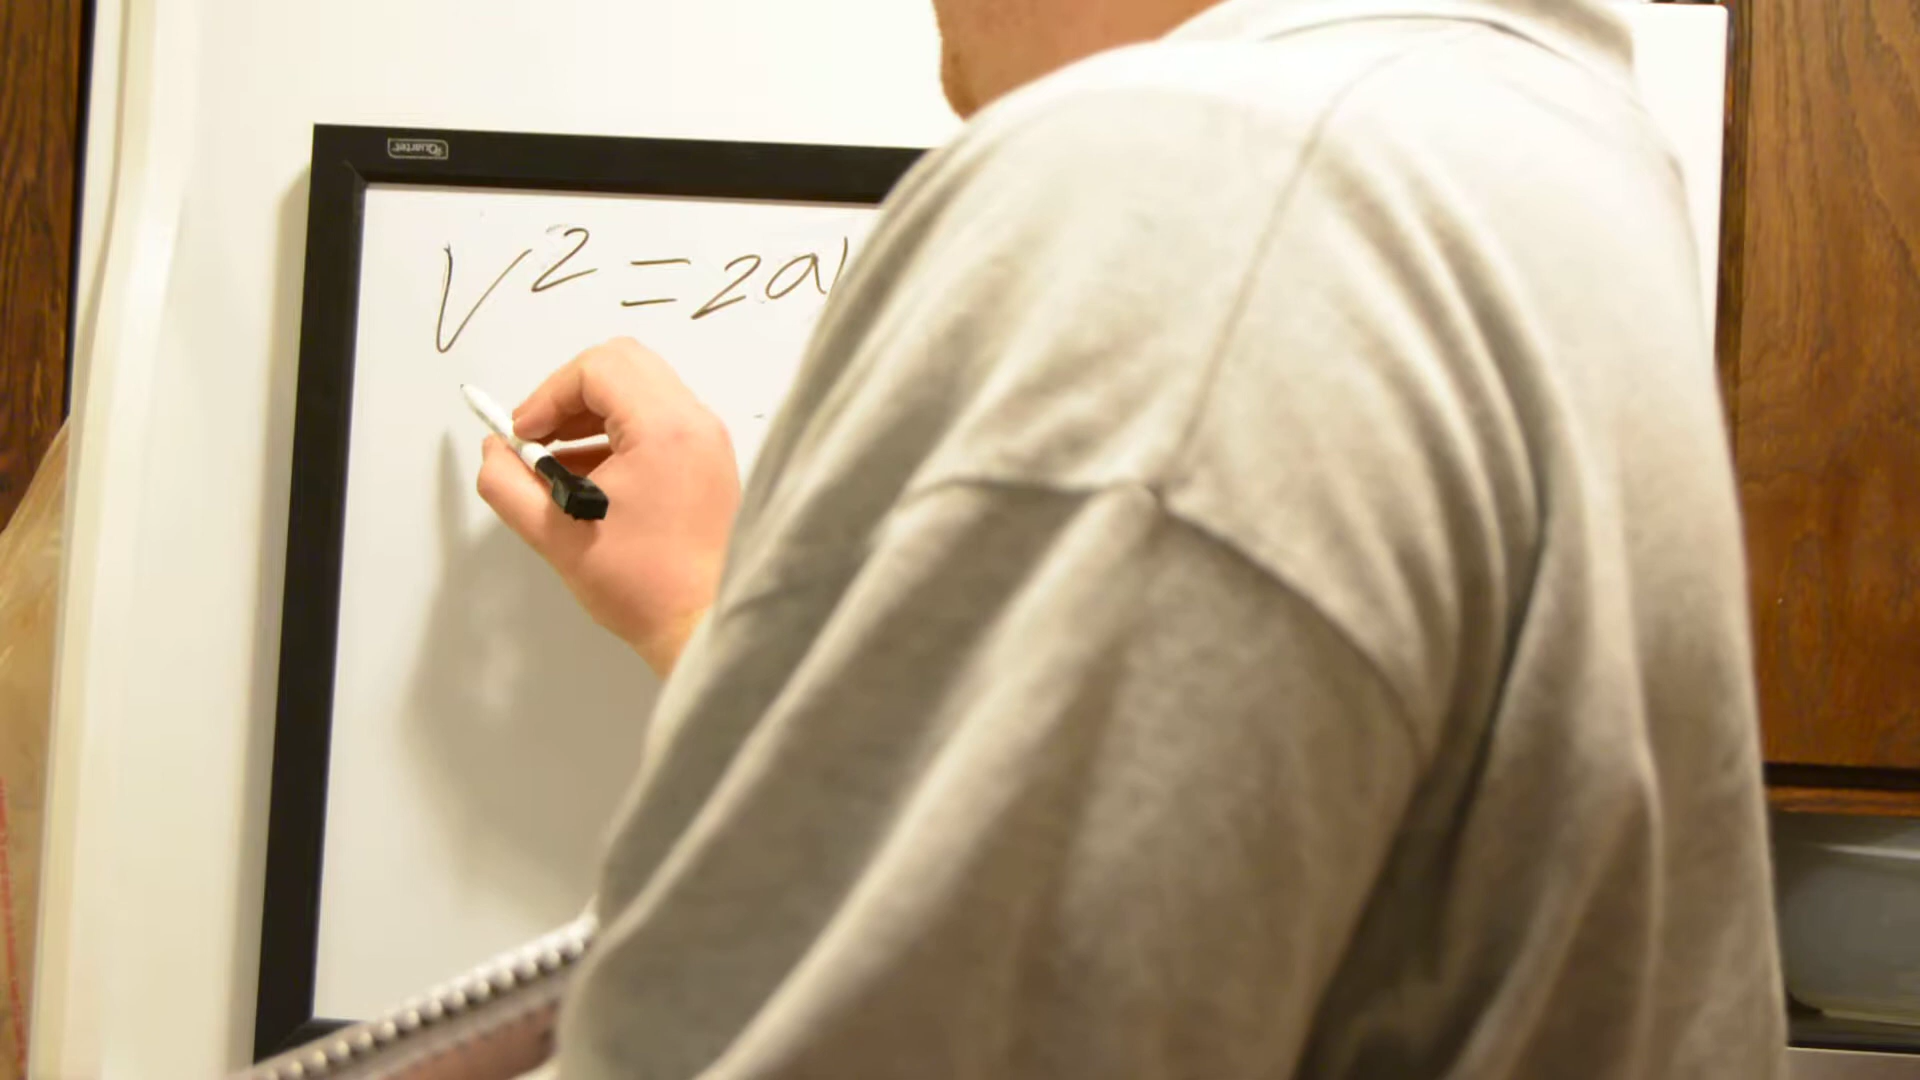 Quartet
V² = 2a